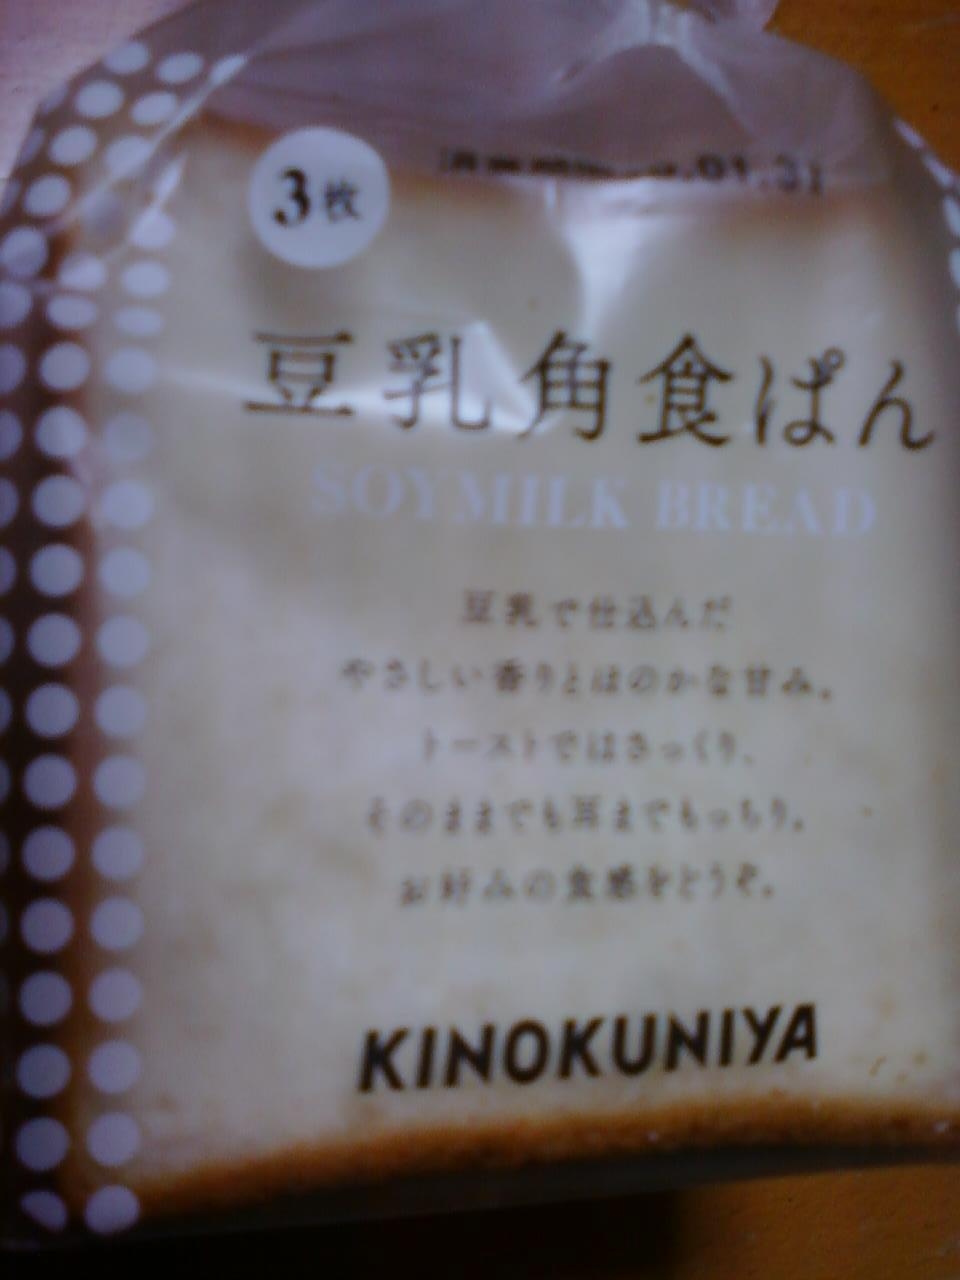 3枚
.01.31
豆乳角食ぱん
SOYMILK BREAD
豆乳で仕込んだ
やさしい香りとほのかな甘み。
トーストではさっくり、
そのままでも耳までもっちり。
お好みの食感をどうぞ。
KINOKUNIYA